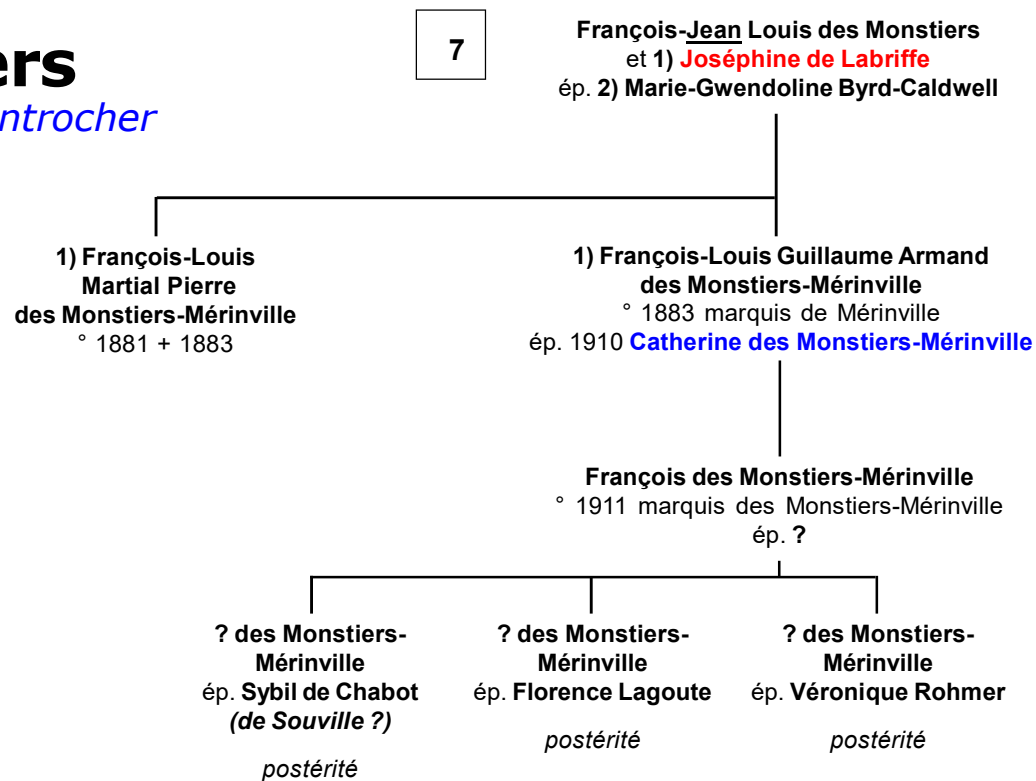 ers
ntrocher
7
François-Jean Louis des Monstiers
et 1) Joséphine de Labriffe
ép. 2) Marie-Gwendoline Byrd-Caldwell
1) François-Louis
Martial Pierre
des Monstiers-Mérinville
° 1881 + 1883
1) François-Louis Guillaume Armand
des Monstiers-Mérinville
° 1883 marquis de Mérinville
ép. 1910 Catherine des Monstiers-Mérinville
François des Monstiers-Mérinville
° 1911 marquis des Monstiers-Mérinville
ép. ?
? des Monstiers-
Mérinville
ép. Sybil de Chabot
(de Souville ?)
postérité
? des Monstiers-
Mérinville
ép. Florence Lagoute
postérité
? des Monstiers-
Mérinville
ép. Véronique Rohmer
postérité